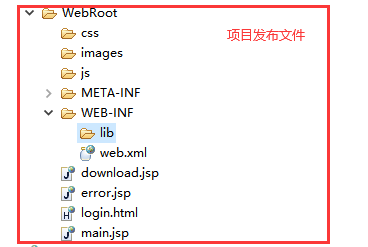 WebRoot
css
项目发布文件
images
js
META-INF
WEB-INF
lib
web.xml
download.jsp
error.jsp
login.html
main.jsp